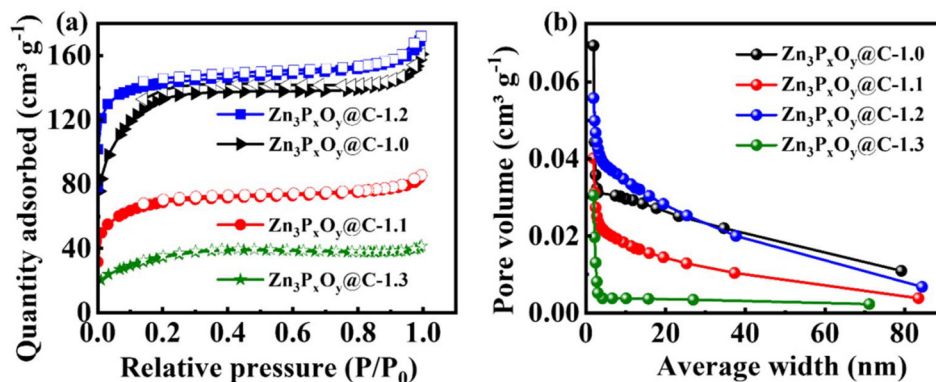 (a)
Quantity adsorbed (cm³ g⁻¹)
160
120
80
40
0
Zn₃PₓOᵧ@C-1.2
Zn₃PₓOᵧ@C-1.0
Zn₃PₓOᵧ@C-1.1
Zn₃PₓOᵧ@C-1.3
0.0 0.2 0.4 0.6 0.8 1.0
Relative pressure (P/P₀)
(b)
Pore volume (cm³ g⁻¹)
0.06
0.04
0.02
0.00
Zn₃PₓOᵧ@C-1.0
Zn₃PₓOᵧ@C-1.1
Zn₃PₓOᵧ@C-1.2
Zn₃PₓOᵧ@C-1.3
0 20 40 60 80
Average width (nm)